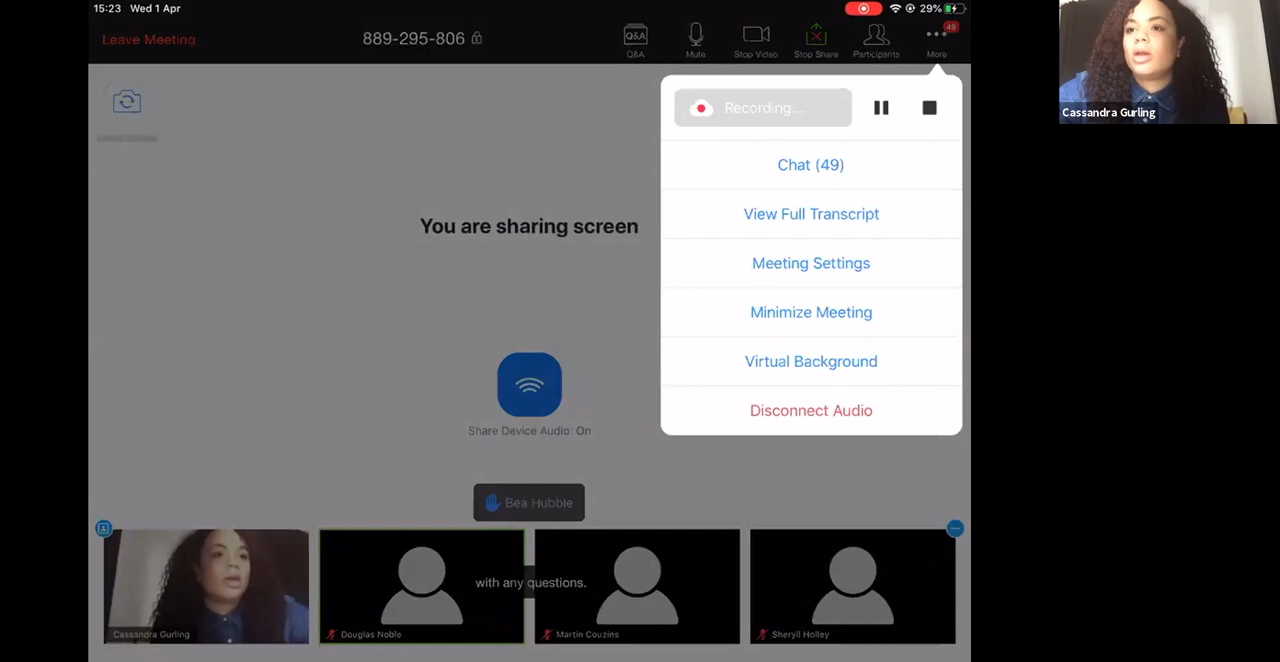 15:23 Wed 1 Apr
29%
Leave Meeting
889-295-806
Q&A
Q&A
Mute
Stop Video
Stop Share
Participants
49
More
Cassandra Gurling
Recording...
Chat (49)
View Full Transcript
Meeting Settings
Minimize Meeting
Virtual Background
Disconnect Audio
You are sharing screen
Share Device Audio: On
Bea Hubble
with any questions.
Cassandra Gurling
Douglas Noble
Martin Couzins
Sheryll Holley